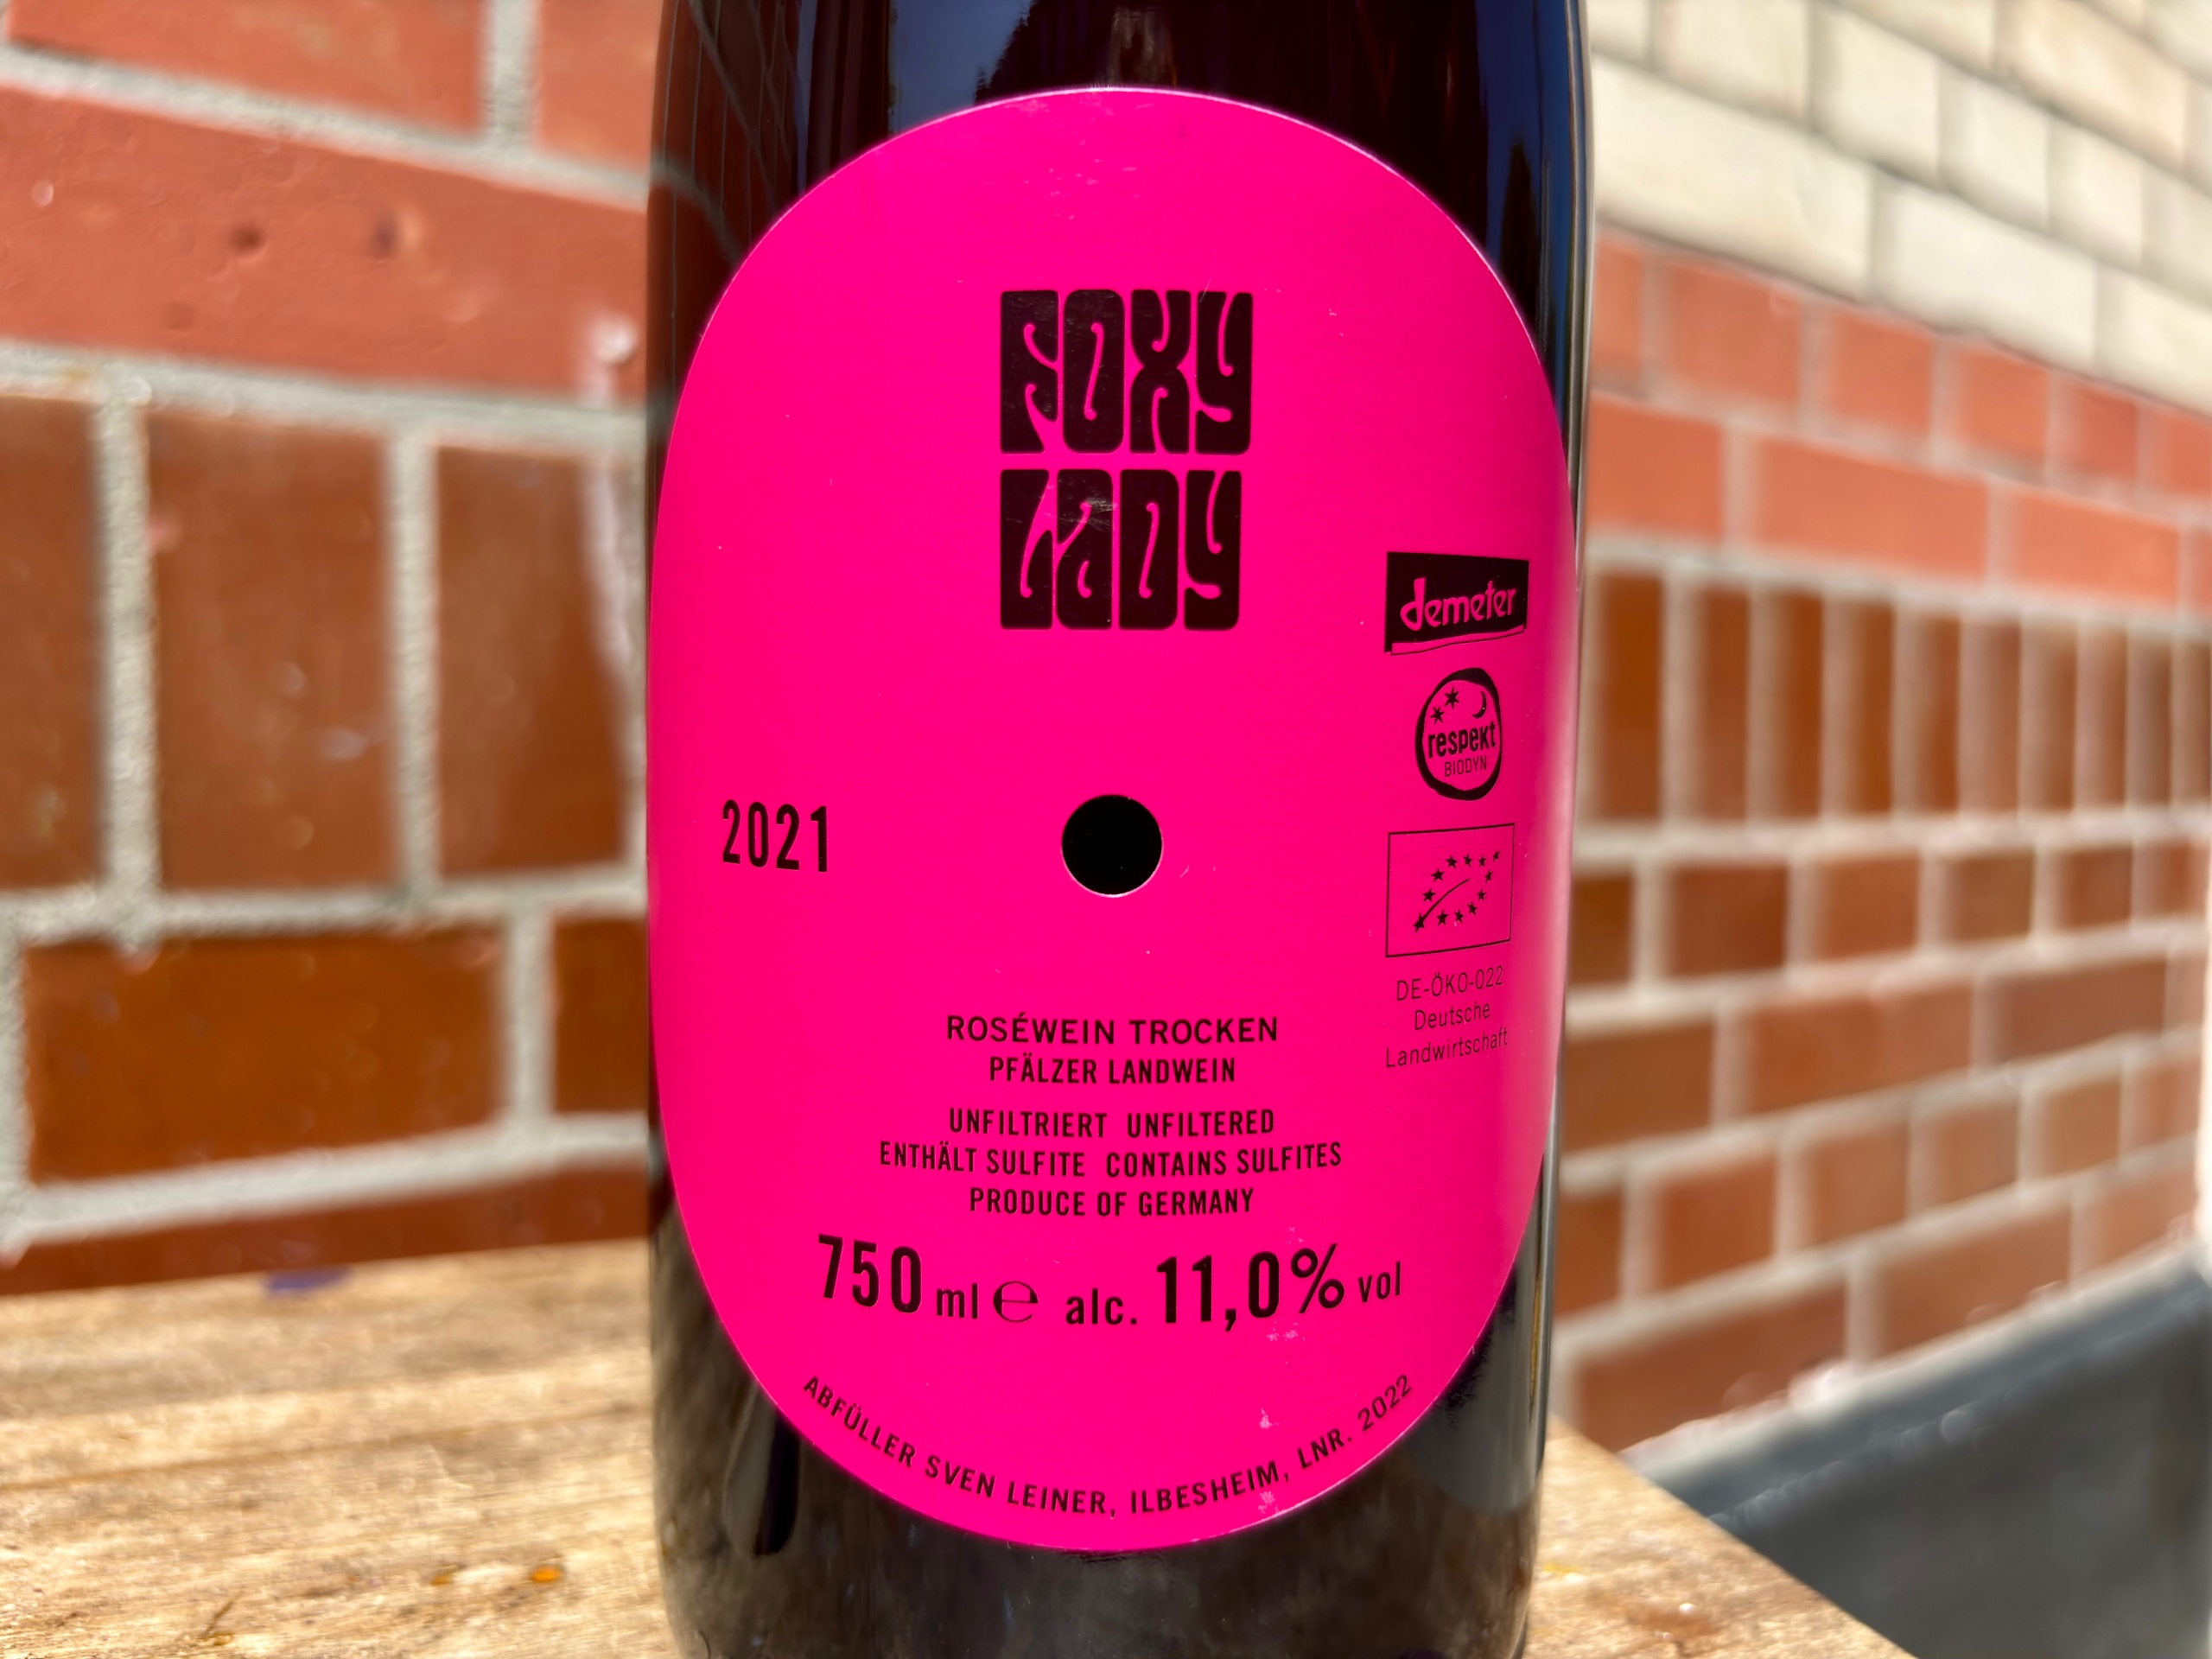 FOXY
LADY
demeter
respekt
BIODYN
2021
DE-ÖKO-022
Deutsche
Landwirtschaft
ROSÉWEIN TROCKEN
PFÄLZER LANDWEIN
UNFILTRIERT UNFILTERED
ENTHÄLT SULFITE CONTAINS SULFITES
PRODUCE OF GERMANY
750 ml ℮ alc. 11,0% vol
ABFÜLLER SVEN LEINER, ILBESHEIM, LNR. 2022